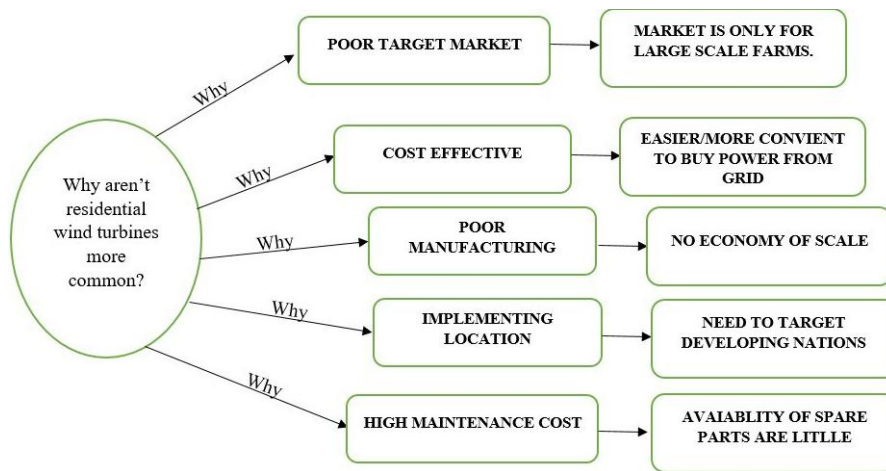 Why aren't
residential
wind turbines
more
common?
Why
POOR TARGET MARKET
MARKET IS ONLY FOR
LARGE SCALE FARMS.
Why
COST EFFECTIVE
EASIER/MORE CONVIENT
TO BUY POWER FROM
GRID
Why
POOR
MANUFACTURING
NO ECONOMY OF SCALE
Why
IMPLEMENTING
LOCATION
NEED TO TARGET
DEVELOPING NATIONS
Why
HIGH MAINTENANCE COST
AVAIABLITY OF SPARE
PARTS ARE LITLLE